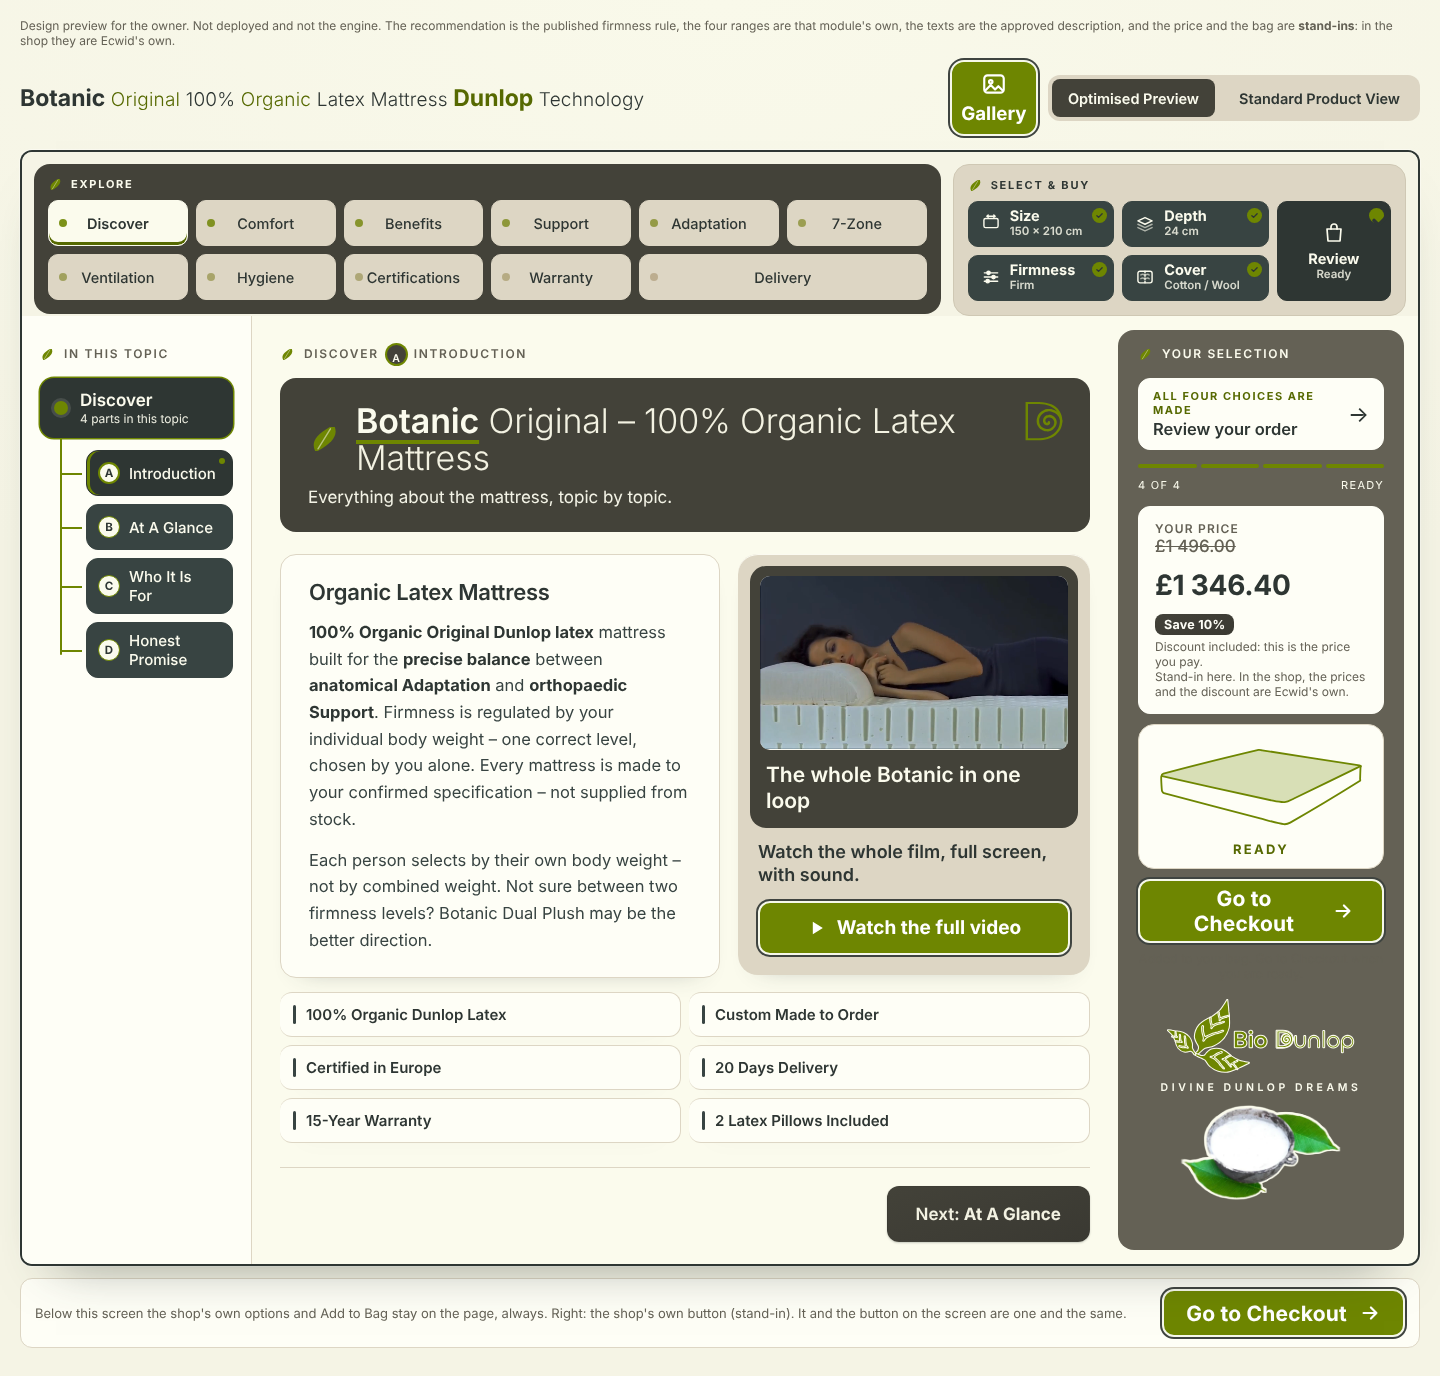 Design preview for the owner. Not deployed and not the engine. The recommendation is the published firmness rule, the four ranges are that module's own, the texts are the approved description, and the price and the bag are stand-ins: in the
shop they are Ecwid's own.
Botanic Original 100% Organic Latex Mattress Dunlop Technology
Gallery
Optimised Preview
Standard Product View
EXPLORE
Discover
Comfort
Benefits
Support
Adaptation
7-Zone
Ventilation
Hygiene
Certifications
Warranty
Delivery
SELECT & BUY
Size
150 × 210 cm
Depth
24 cm
Firmness
Firm
Cover
Cotton / Wool
Review
Ready
IN THIS TOPIC
Discover
4 parts in this topic
A Introduction
B At A Glance
C Who It Is
For
D Honest
Promise
DISCOVER A INTRODUCTION
Botanic Original – 100% Organic Latex
Mattress
Everything about the mattress, topic by topic.
Organic Latex Mattress
100% Organic Original Dunlop latex mattress
built for the precise balance between
anatomical Adaptation and orthopaedic
Support. Firmness is regulated by your
individual body weight – one correct level,
chosen by you alone. Every mattress is made to
your confirmed specification – not supplied from
stock.
Each person selects by their own body weight –
not by combined weight. Not sure between two
firmness levels? Botanic Dual Plush may be the
better direction.
The whole Botanic in one
loop
Watch the whole film, full screen,
with sound.
Watch the full video
100% Organic Dunlop Latex
Custom Made to Order
Certified in Europe
20 Days Delivery
15-Year Warranty
2 Latex Pillows Included
Next: At A Glance
YOUR SELECTION
ALL FOUR CHOICES ARE
MADE
Review your order
4 OF 4
READY
YOUR PRICE
£1 496.00
£1 346.40
Save 10%
Discount included: this is the price
you pay.
Stand-in here. In the shop, the prices
and the discount are Ecwid's own.
READY
Go to
Checkout
Bio Dunlop
DIVINE DUNLOP DREAMS
Below this screen the shop's own options and Add to Bag stay on the page, always. Right: the shop's own button (stand-in). It and the button on the screen are one and the same.
Go to Checkout